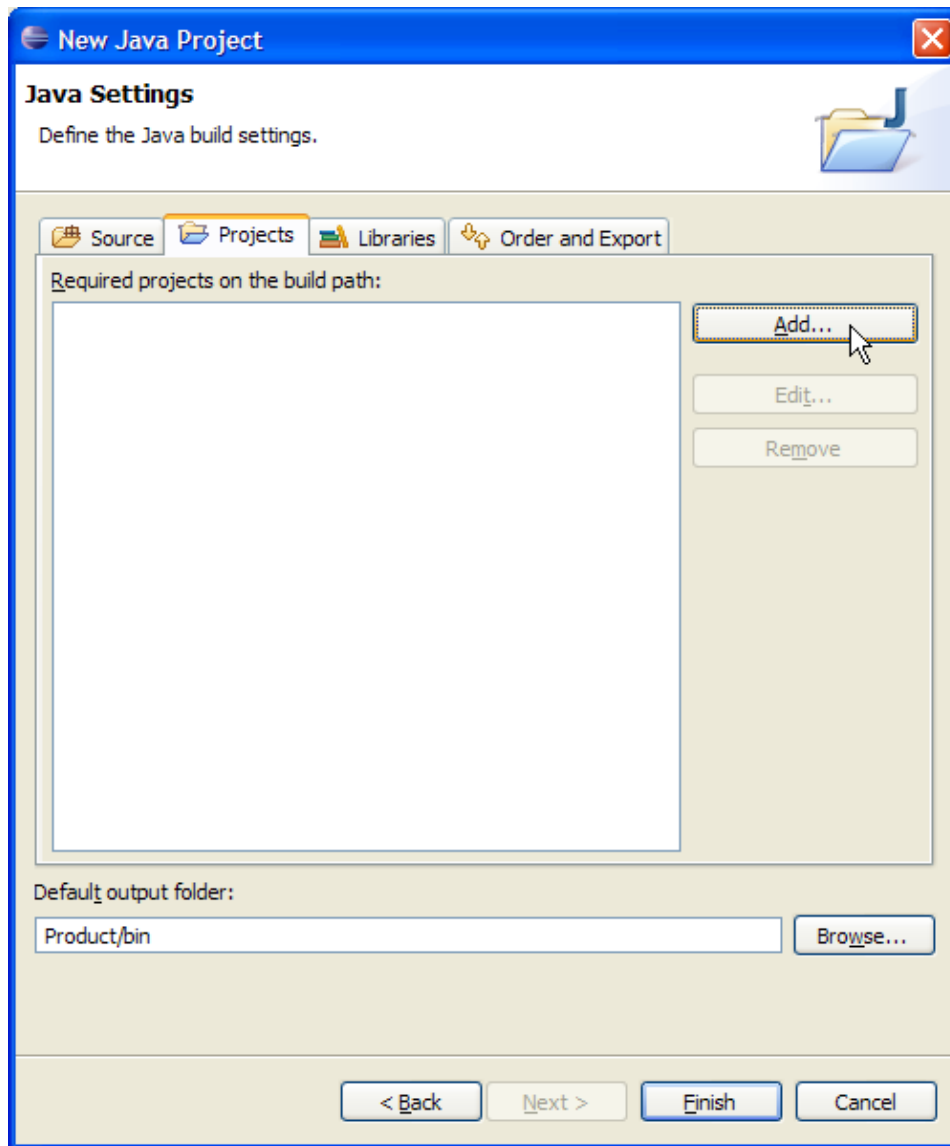 New Java Project
Java Settings
Define the Java build settings.
Source Projects Libraries Order and Export
Required projects on the build path:
Add...
Edit...
Remove
Default output folder:
Product/bin Browse...
< Back Next > Finish Cancel